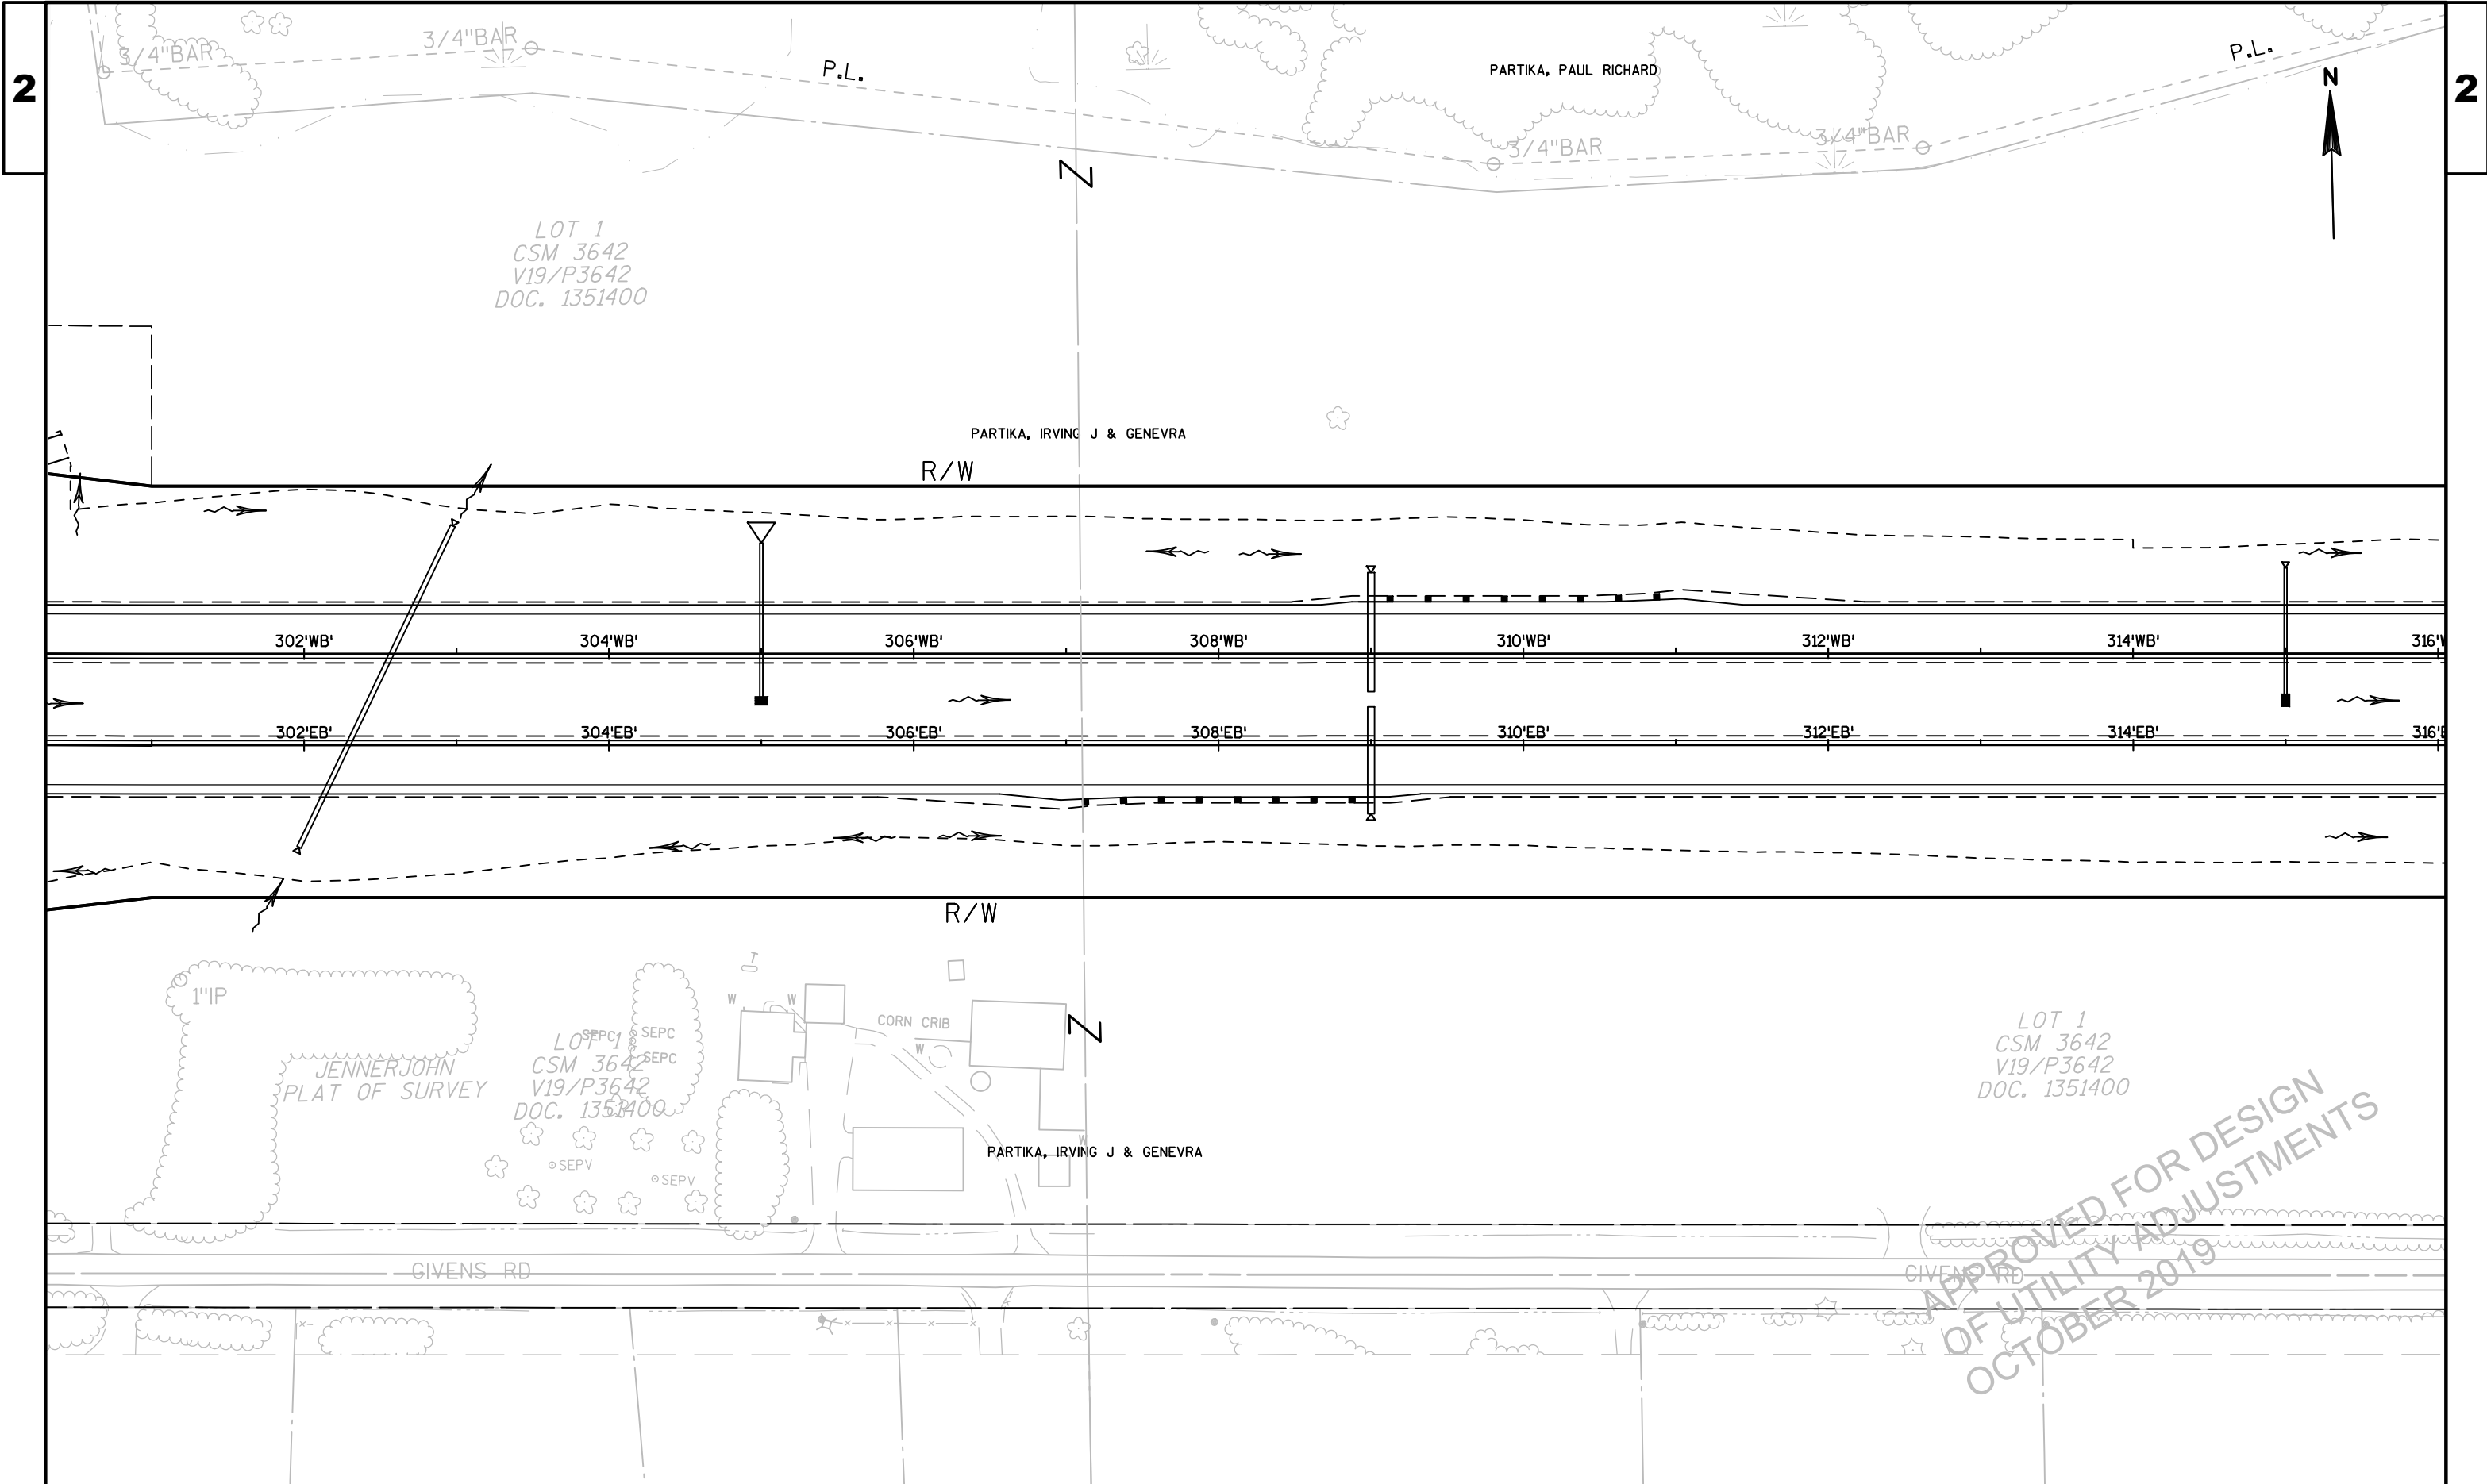 2
2
3/4"BAR
3/4"BAR
P.L.
PARTIKA, PAUL RICHARD
P.L.
N
3/4"BAR
3/4"BAR
LOT 1
CSM 3642
V19/P3642
DOC. 1351400
PARTIKA, IRVING J & GENEVRA
R/W
302'WB'
304'WB'
306'WB'
308'WB'
310'WB'
312'WB'
314'WB'
316'W
302'EB'
304'EB'
306'EB'
308'EB'
310'EB'
312'EB'
314'EB'
316'E
R/W
1"IP
T
W
W
CORN CRIB
W
SEPC
SEPC
SEPC
LOT 1
CSM 3642
V19/P3642
DOC. 1351400
JENNERJOHN
PLAT OF SURVEY
LOT 1
CSM 3642
V19/P3642
DOC. 1351400
W
PARTIKA, IRVING J & GENEVRA
SEPV
SEPV
GIVENS RD
GIVENS RD
APPROVED FOR DESIGN
OF UTILITY ADJUSTMENTS
OCTOBER 2019